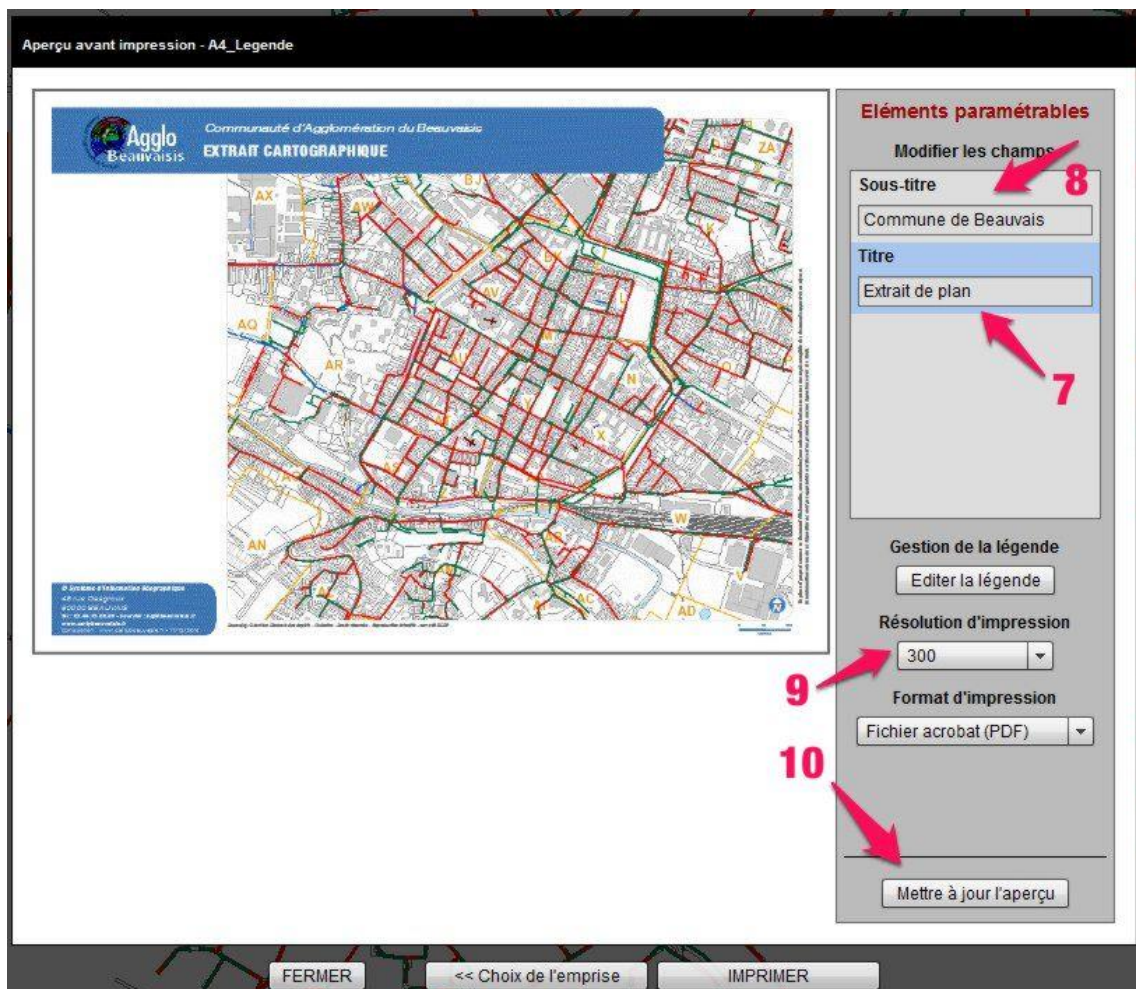 Aperçu avant impression - A4_Legende
Agglo
Beauvaisis
Communauté d'Agglomération du Beauvaisis
EXTRAIT CARTOGRAPHIQUE
ZA
AX
AW
B
K
L
AV
AQ
AR
N
X
W
AN
V
AC
AD
Eléments paramétrables
Modifier les champs
8
Sous-titre
Commune de Beauvais
Titre
Extrait de plan
7
Gestion de la légende
Editer la légende
Résolution d'impression
300
9
Format d'impression
Fichier acrobat (PDF)
10
Mettre à jour l'aperçu
FERMER
<< Choix de l'emprise
IMPRIMER